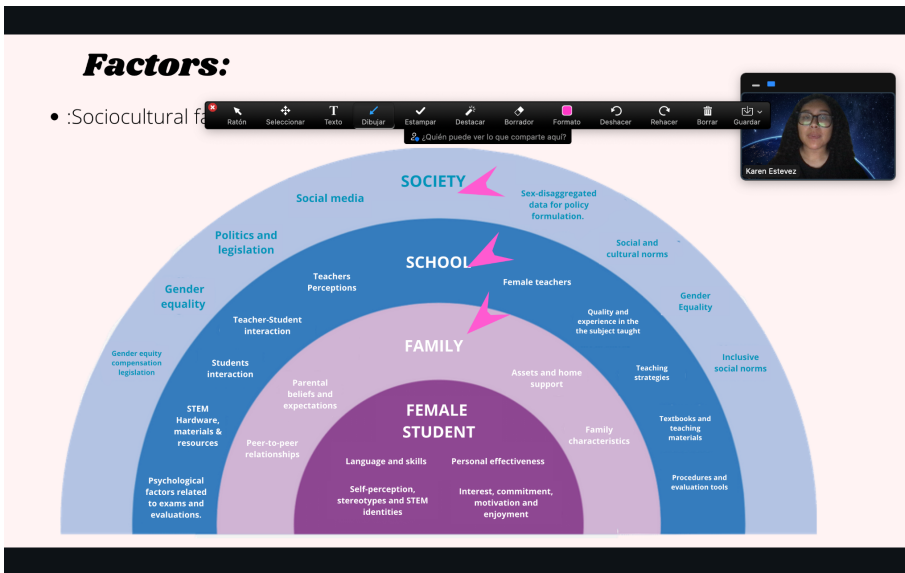 Factors:
• :Sociocultural
Ratón
Seleccionar
Texto
Dibujar
Estampar
Destacar
Borrador
Formato
Deshacer
Rehacer
Borrar
Guardar
¿Quién puede ver lo que comparte aquí?
Karen Estevez
SOCIETY
Social media
Sex-disaggregated
data for policy
formulation.
Politics and
legislation
Social and
cultural norms
Gender
equality
Gender
Equality
Gender equity
compensation
legislation
Inclusive
social norms
SCHOOL
Teachers
Perceptions
Female teachers
Teacher-Student
interaction
Quality and
experience in the
the subject taught
Students
interaction
Teaching
strategies
STEM
Hardware,
materials &
resources
Textbooks and
teaching
materials
Psychological
factors related
to exams and
evaluations.
Procedures and
evaluation tools
FAMILY
Parental
beliefs and
expectations
Assets and home
support
Peer-to-peer
relationships
Family
characteristics
FEMALE
STUDENT
Language and skills
Personal effectiveness
Self-perception,
stereotypes and STEM
identities
Interest, commitment,
motivation and
enjoyment